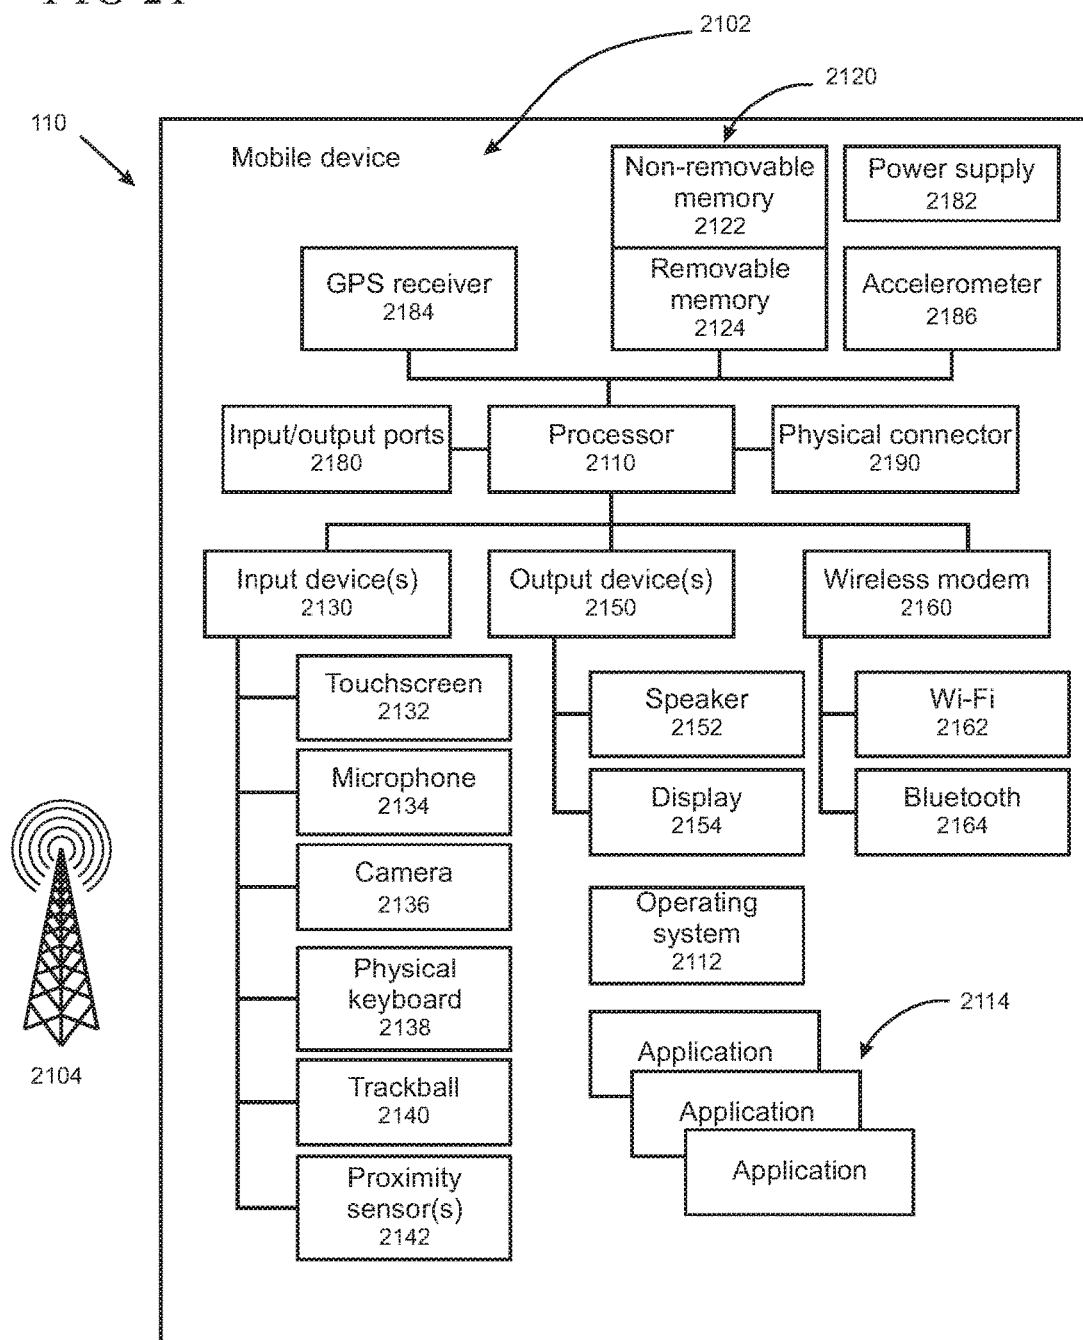 2102
2120
110
Mobile device
Non-removable
memory
2122
Power supply
2182
GPS receiver
2184
Removable
memory
2124
Accelerometer
2186
Input/output ports
2180
Processor
2110
Physical connector
2190
Input device(s)
2130
Output device(s)
2150
Wireless modem
2160
Touchscreen
2132
Speaker
2152
Wi-Fi
2162
Microphone
2134
Display
2154
Bluetooth
2164
Camera
2136
Operating
system
2112
Physical
keyboard
2138
2114
2104
Application
Trackball
2140
Application
Application
Proximity
sensor(s)
2142